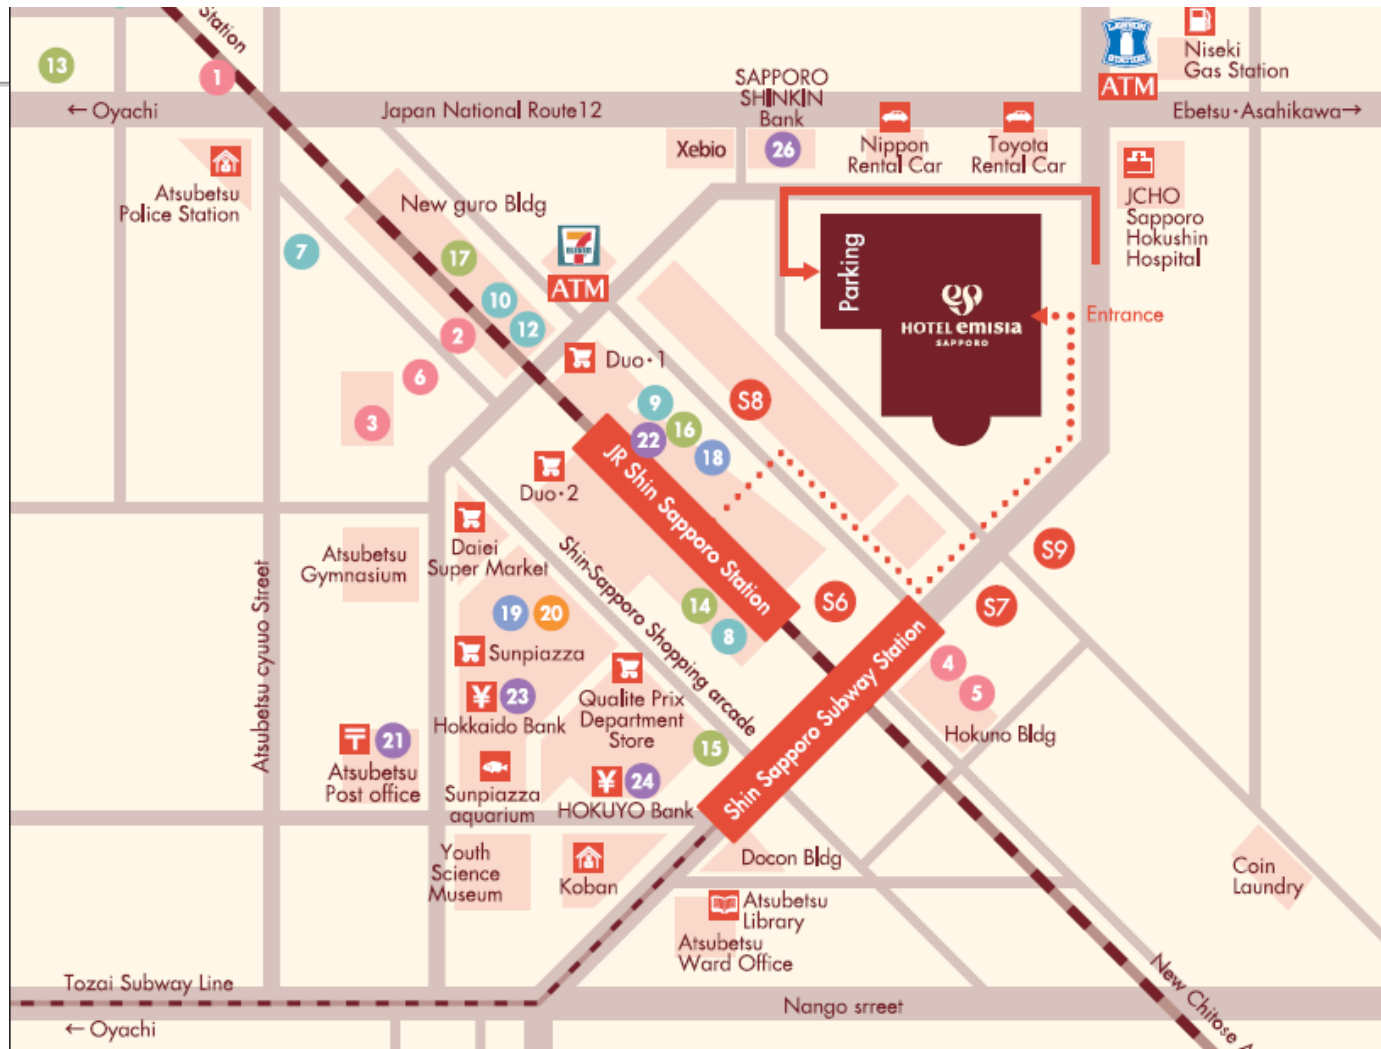 Station
13
1
← Oyachi
Japan National Route12
SAPPORO
SHINKIN
Bank
26
Xebio
Nippon
Rental Car
Toyota
Rental Car
LAWSON
STATION
ATM
Niseki
Gas Station
Ebetsu・Asahikawa→
JCHO
Sapporo
Hokushin
Hospital
Atsubetsu
Police Station
7
New guro Bldg
17
10
12
2
6
3
7
ATM
Parking
HOTEL emisia
SAPPORO
Entrance
Duo・1
9
16
22
18
S8
Duo・2
JR Shin Sapporo Station
Daiei
Super Market
Atsubetsu
Gymnasium
Atsubetsu cyuuo Street
19
20
Sunpiazza
¥
23
Hokkaido Bank
Shin-Sapporo Shopping arcade
14
8
S6
S7
S9
Shin Sapporo Subway Station
4
5
Hokuno Bldg
Qualite Prix
Department
Store
15
¥
24
HOKUYO Bank
〒
21
Atsubetsu
Post office
Sunpiazza
aquarium
Youth
Science
Museum
Koban
Docon Bldg
Atsubetsu
Library
Atsubetsu
Ward Office
Coin
Laundry
Tozai Subway Line
← Oyachi
Nango srreet
New Chitose A